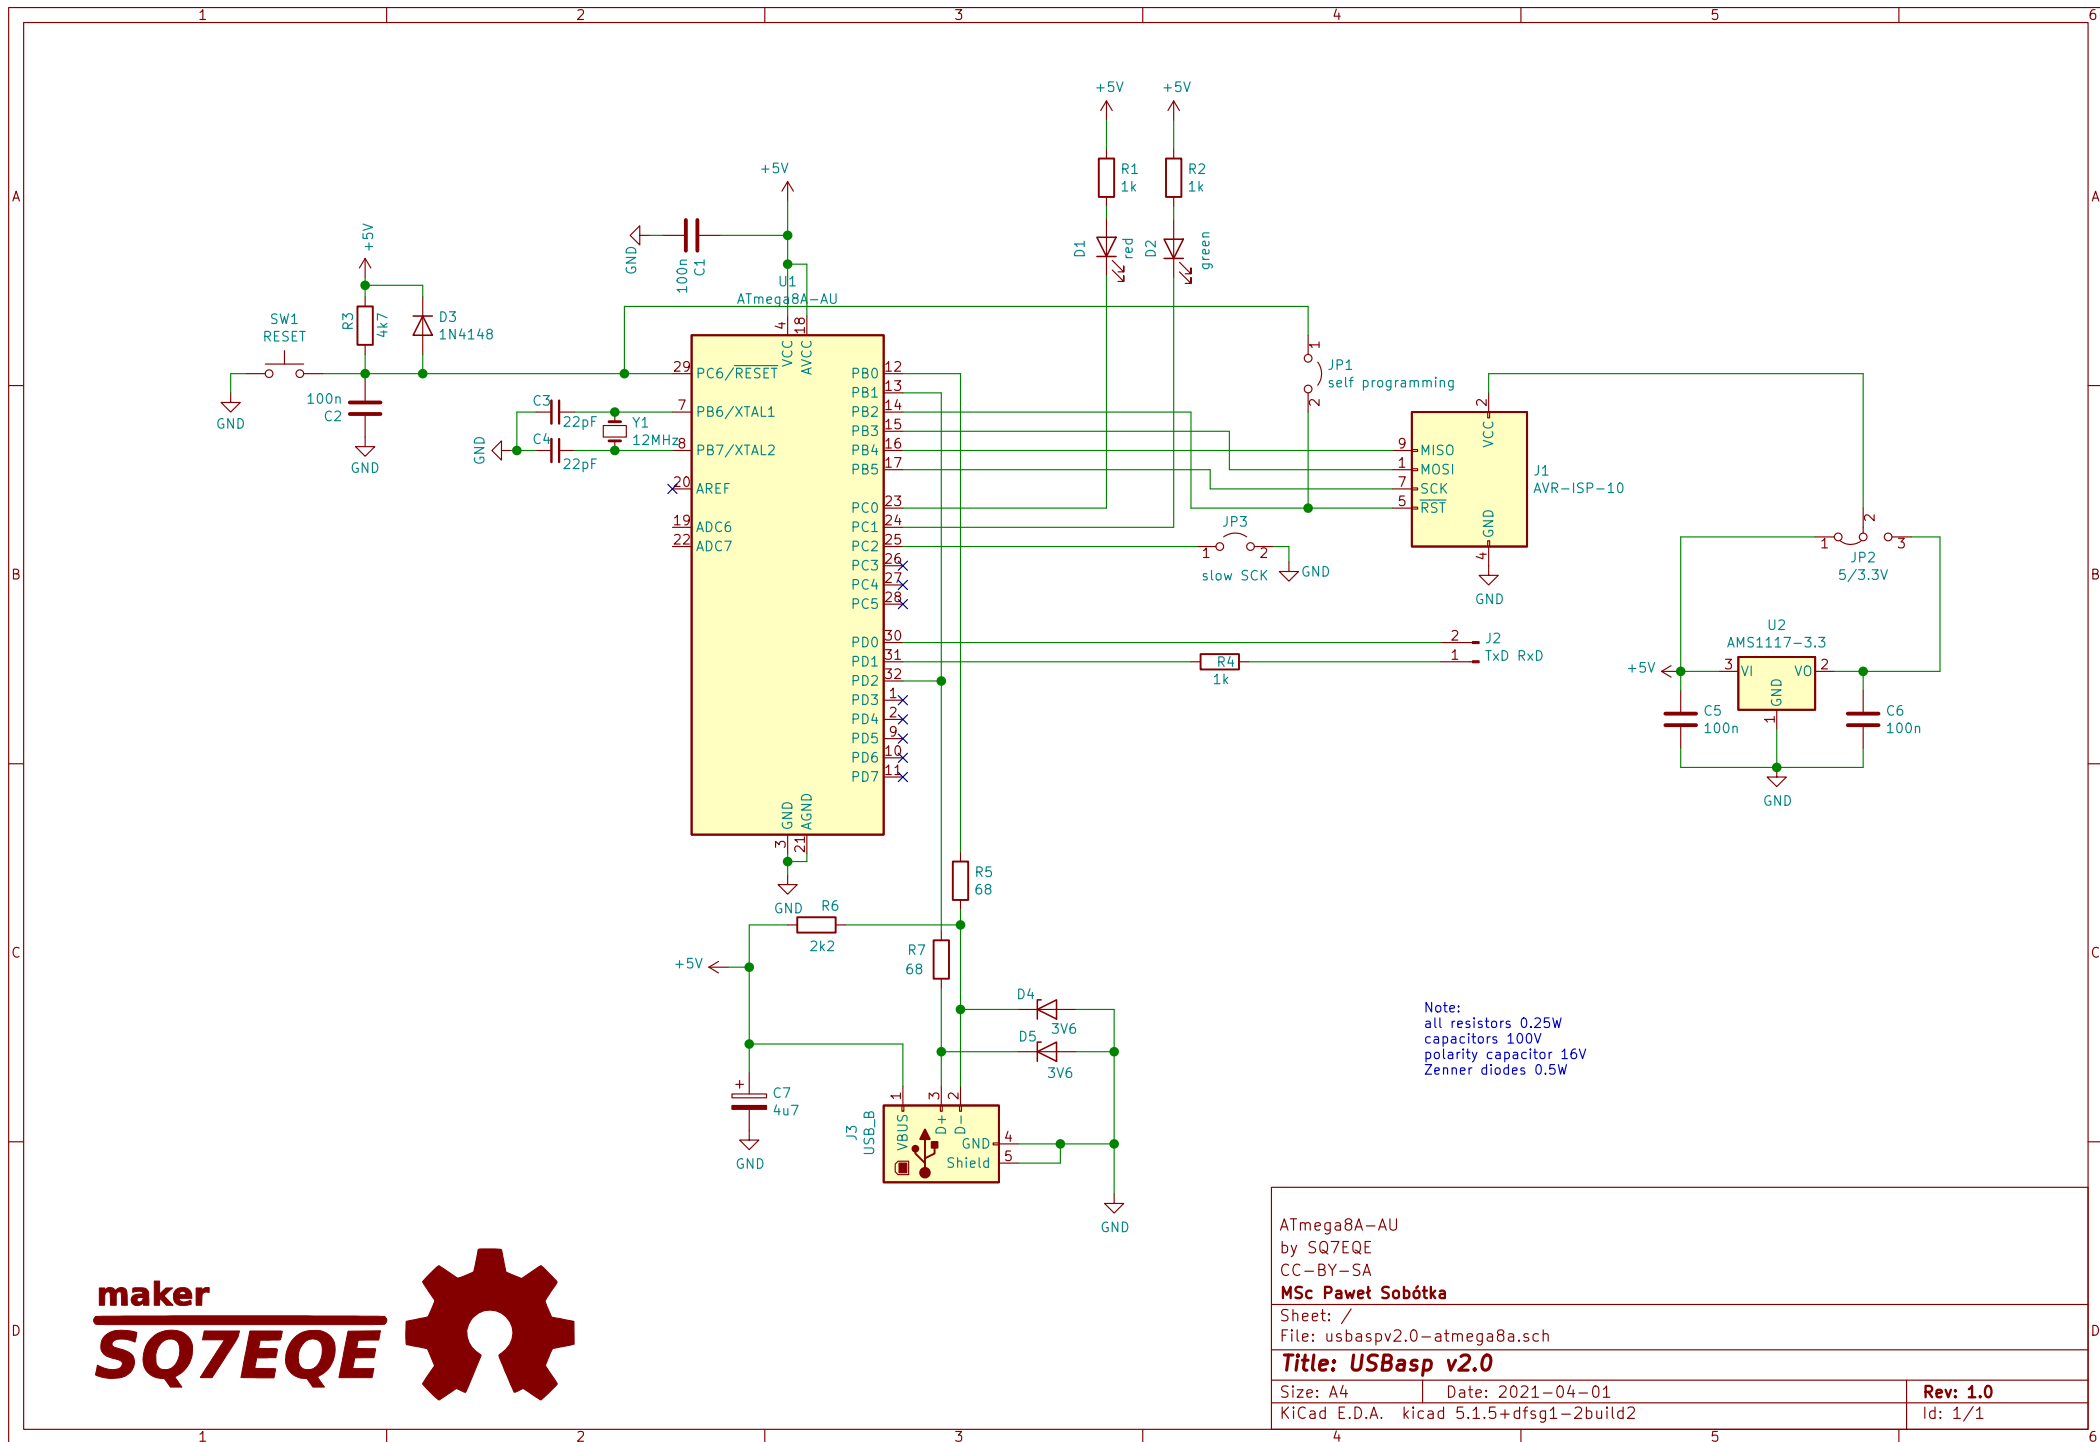 1 2 3 4 5 6
A
B
C
D
A
B
C
D
+5V
+5V
R1
1k
R2
1k
D1
red
D2
green
+5V
GND
100n
C1
U1
ATmega8A-AU
+5V
R3
4k7
D3
1N4148
SW1
RESET
GND
100n
C2
GND
C3
22pF
C4
22pF
GND
Y1
12MHz
4 18
VCC
AVCC
29 PC6/RESET
7 PB6/XTAL1
8 PB7/XTAL2
20 AREF
19 ADC6
22 ADC7
PB0 12
PB1 13
PB2 14
PB3 15
PB4 16
PB5 17
PC0 23
PC1 24
PC2 25
PC3 26
PC4 27
PC5 28
PD0 30
PD1 31
PD2 32
PD3 1
PD4 2
PD5 9
PD6 10
PD7 11
GND
AGND
3 21
GND
1
JP1
self programming
2
2
VCC
9 MISO
1 MOSI
7 SCK
5 RST
GND
4
GND
J1
AVR-ISP-10
JP3
1 2
slow SCK
GND
2 J2
1 TxD RxD
R4
1k
2
1 3
JP2
5/3.3V
U2
AMS1117-3.3
+5V
3 VI VO 2
GND
1
C5
100n
C6
100n
GND
R5
68
R6
2k2
+5V
R7
68
D4
3V6
D5
3V6
+
C7
4u7
GND
J3
USB_B
1 3 2
VBUS
D+
D-
GND 4
Shield 5
GND
Note:
all resistors 0.25W
capacitors 100V
polarity capacitor 16V
Zenner diodes 0.5W
maker
SQ7EQE
ATmega8A-AU
by SQ7EQE
CC-BY-SA
MSc Paweł Sobótka
Sheet: /
File: usbaspv2.0-atmega8a.sch
Title: USBasp v2.0
Size: A4 Date: 2021-04-01 Rev: 1.0
KiCad E.D.A. kicad 5.1.5+dfsg1-2build2 Id: 1/1
1 2 3 4 5 6